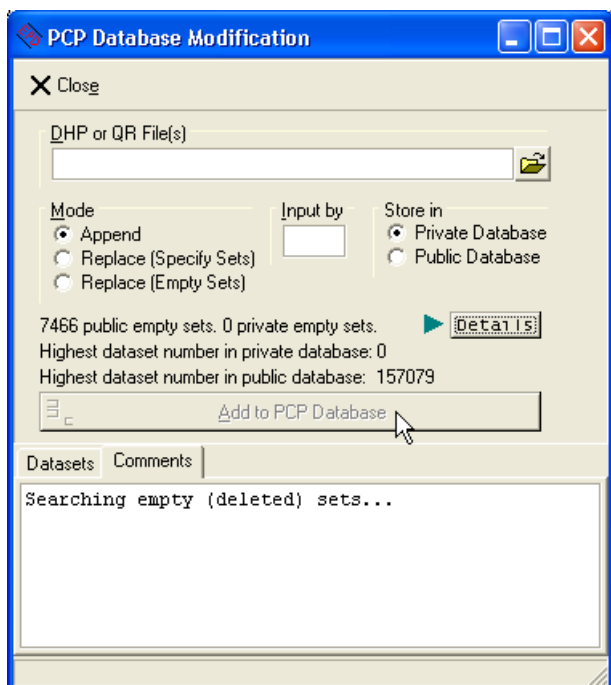 PCP Database Modification
Close
DHP or QR File(s)
Mode
Input by
Store in
Append
Private Database
Replace (Specify Sets)
Public Database
Replace (Empty Sets)
7466 public empty sets. 0 private empty sets.
Details
Highest dataset number in private database: 0
Highest dataset number in public database: 157079
Add to PCP Database
Datasets
Comments
Searching empty (deleted) sets...